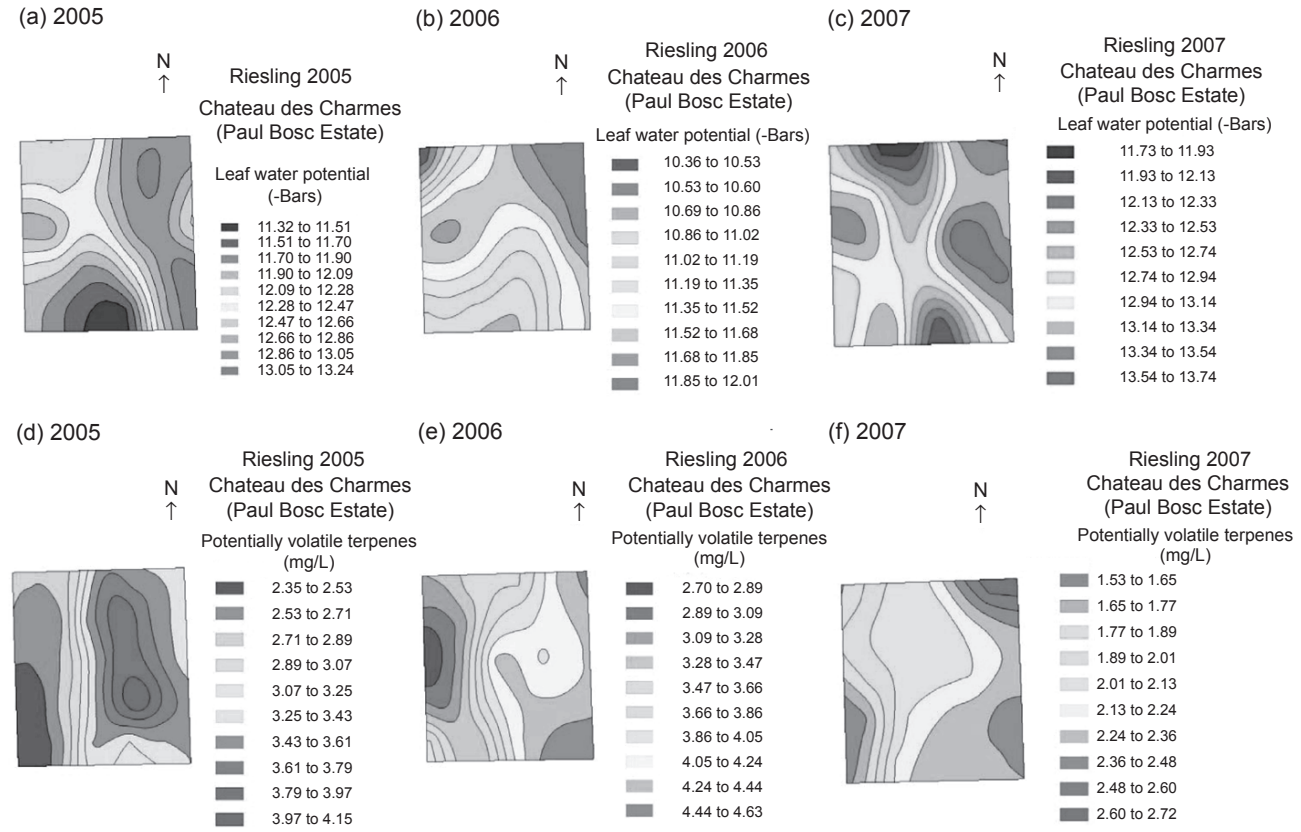 (a) 2005
N
↑
Riesling 2005
Chateau des Charmes
(Paul Bosc Estate)
Leaf water potential
(-Bars)
11.32 to 11.51
11.51 to 11.70
11.70 to 11.90
11.90 to 12.09
12.09 to 12.28
12.28 to 12.47
12.47 to 12.66
12.66 to 12.86
12.86 to 13.05
13.05 to 13.24
(b) 2006
N
↑
Riesling 2006
Chateau des Charmes
(Paul Bosc Estate)
Leaf water potential (-Bars)
10.36 to 10.53
10.53 to 10.60
10.69 to 10.86
10.86 to 11.02
11.02 to 11.19
11.19 to 11.35
11.35 to 11.52
11.52 to 11.68
11.68 to 11.85
11.85 to 12.01
(c) 2007
N
↑
Riesling 2007
Chateau des Charmes
(Paul Bosc Estate)
Leaf water potential (-Bars)
11.73 to 11.93
11.93 to 12.13
12.13 to 12.33
12.33 to 12.53
12.53 to 12.74
12.74 to 12.94
12.94 to 13.14
13.14 to 13.34
13.34 to 13.54
13.54 to 13.74
(d) 2005
N
↑
Riesling 2005
Chateau des Charmes
(Paul Bosc Estate)
Potentially volatile terpenes
(mg/L)
2.35 to 2.53
2.53 to 2.71
2.71 to 2.89
2.89 to 3.07
3.07 to 3.25
3.25 to 3.43
3.43 to 3.61
3.61 to 3.79
3.79 to 3.97
3.97 to 4.15
(e) 2006
N
↑
Riesling 2006
Chateau des Charmes
(Paul Bosc Estate)
Potentially volatile terpenes
(mg/L)
2.70 to 2.89
2.89 to 3.09
3.09 to 3.28
3.28 to 3.47
3.47 to 3.66
3.66 to 3.86
3.86 to 4.05
4.05 to 4.24
4.24 to 4.44
4.44 to 4.63
(f) 2007
N
↑
Riesling 2007
Chateau des Charmes
(Paul Bosc Estate)
Potentially volatile terpenes
(mg/L)
1.53 to 1.65
1.65 to 1.77
1.77 to 1.89
1.89 to 2.01
2.01 to 2.13
2.13 to 2.24
2.24 to 2.36
2.36 to 2.48
2.48 to 2.60
2.60 to 2.72